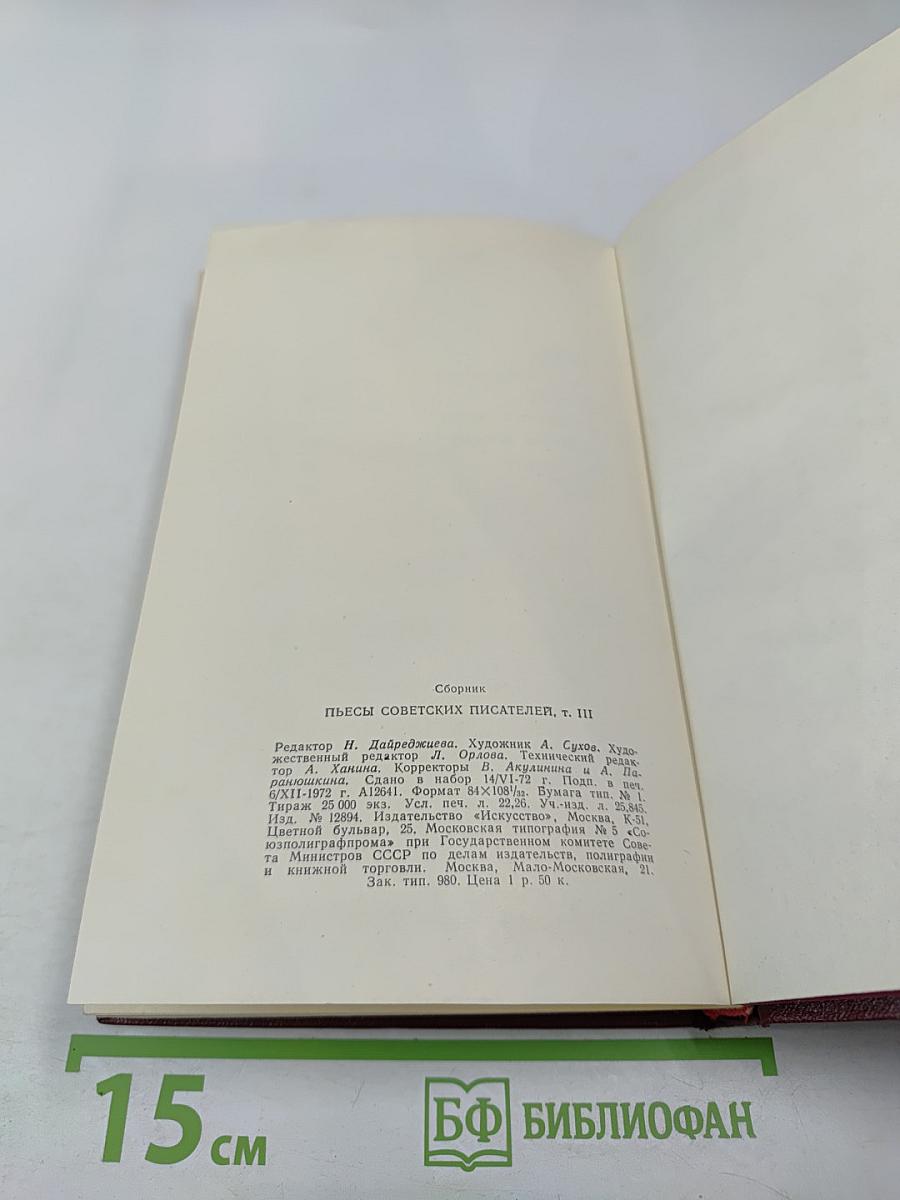 Сборник
ПЬЕСЫ СОВЕТСКИХ ПИСАТЕЛЕЙ, т. III
Редактор Н. Дайреджиева. Художник А. Сухов. Худо-
жественный редактор Л. Орлова. Технический редак-
тор А. Ханина. Корректоры В. Акулинина и А. Па-
ранюшкина. Сдано в набор 14/VI-72 г. Подп. в печ.
6/XII-1972 г. А12641. Формат 84×108¹/₃₂. Бумага тип. № 1.
Тираж 25 000 экз. Усл. печ. л. 22,26. Уч.-изд. л. 25,845.
Изд. № 12894. Издательство «Искусство», Москва, К-51,
Цветной бульвар, 25. Московская типография № 5 «Со-
юзполиграфпрома» при Государственном комитете Сове-
та Министров СССР по делам издательств, полиграфии
и книжной торговли. Москва, Мало-Московская, 21.
Зак. тип. 980. Цена 1 р. 50 к.
15 см
БФ БИБЛИОФАН